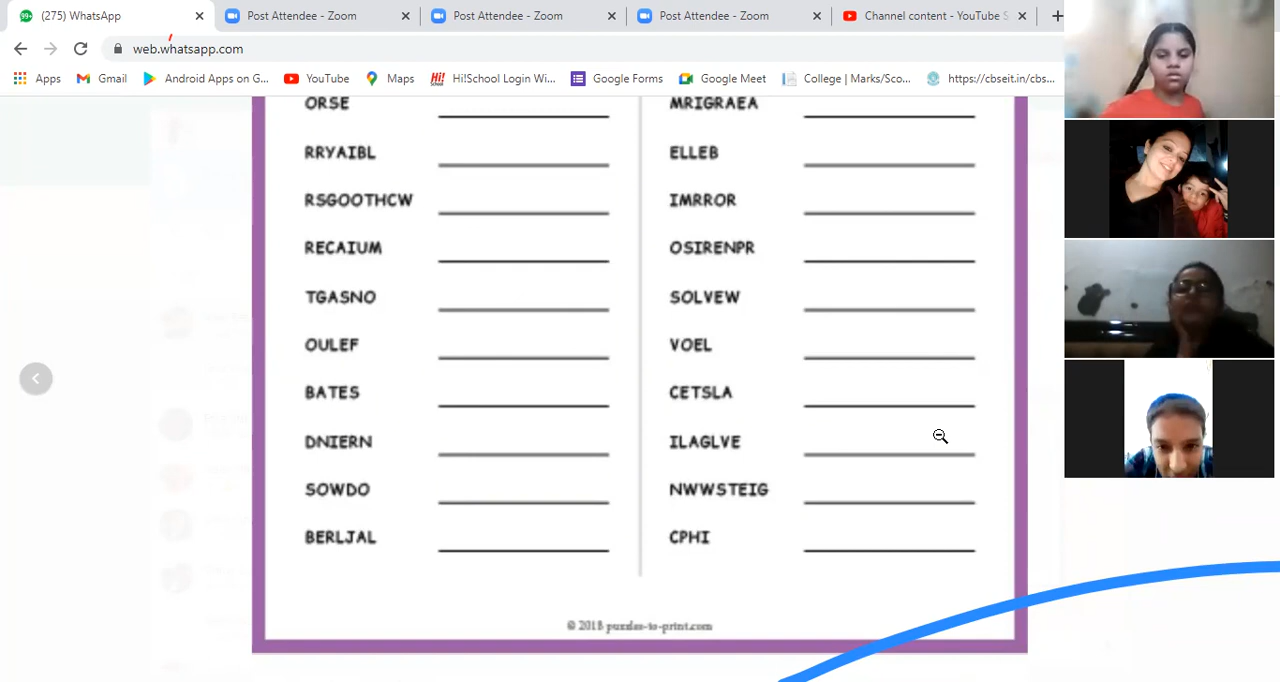 (275) WhatsApp
Post Attendee - Zoom
Post Attendee - Zoom
Post Attendee - Zoom
Channel content - YouTube S
99+
web.whatsapp.com
Apps
Gmail
Android Apps on G...
YouTube
Maps
Hi!School Login Wi...
Google Forms
Google Meet
College | Marks/Sco...
https://cbseit.in/cbs...
ORSE
RRYAIBL
RSGOOTHCW
RECAIUM
TGASNO
OULEF
BATES
DNIERN
SOWDO
BERLJAL
MRIGRAEA
ELLEB
IMRROR
OSIRENPR
SOLVEW
VOEL
CETSLA
ILAGLVE
NWWSTEIG
CPHI
© 2018 puzzles-to-print.com